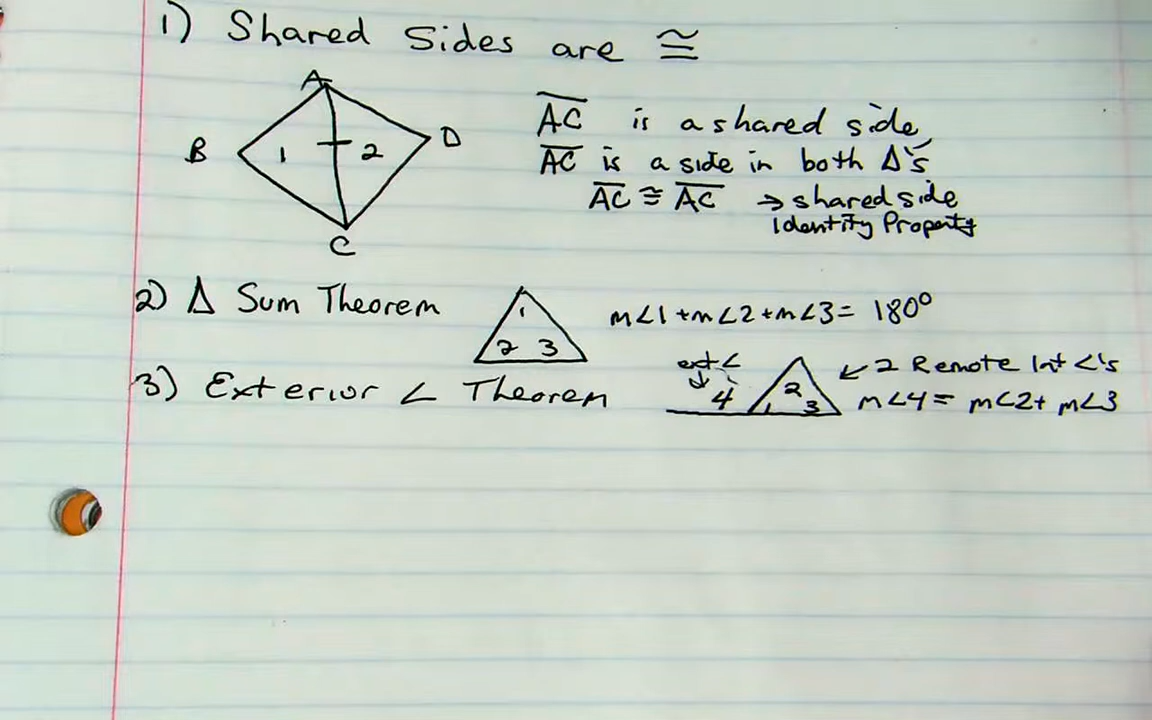 1) Shared Sides are ≅
A
B 1 2 D
C
AC is a shared side,
AC is a side in both Δ's
AC ≅ AC → shared side
Identity Property
2) Δ Sum Theorem
1
2 3
m∠1 + m∠2 + m∠3 = 180°
3) Exterior ∠ Theorem
ext ∠
4 1 2 3
↙ 2 Remote Int ∠'s
m∠4 = m∠2 + m∠3